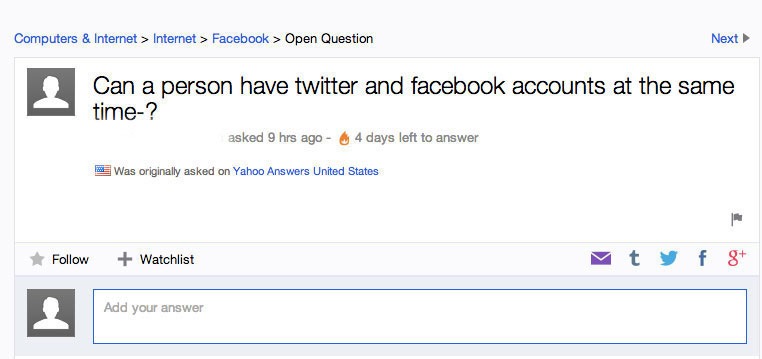 Computers & Internet > Internet > Facebook > Open Question
Next
Can a person have twitter and facebook accounts at the same
time-?
asked 9 hrs ago - 4 days left to answer
Was originally asked on Yahoo Answers United States
Follow
Watchlist
t
f
g+
Add your answer